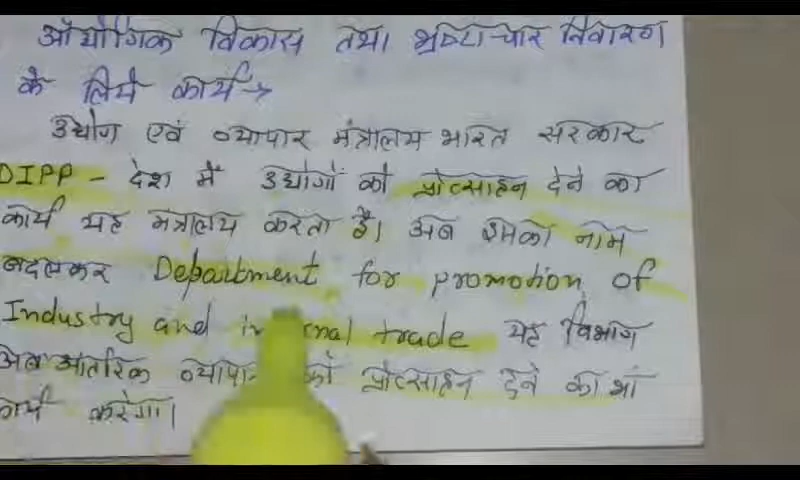 औद्योगिक विकास तथा भ्रष्टाचार निवारण
के लिये कार्य→
उद्योग एवं व्यापार मंत्रालय भारत सरकार
DIPP - देश में उद्योगो को प्रोत्साहन देने का
कार्य यह मंत्रालय करता है। अब इसका नाम
बदलकर Department for promotion of
Industry and trade यह विभाग
अब आंतरिक को प्रोत्साहन देने का भी
कार्य करेगा।